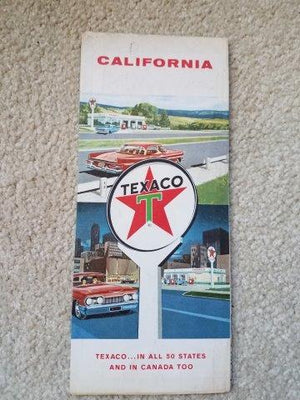 CALIFORNIA
TEXACO
T
TEXACO...IN ALL 50 STATES
AND IN CANADA TOO